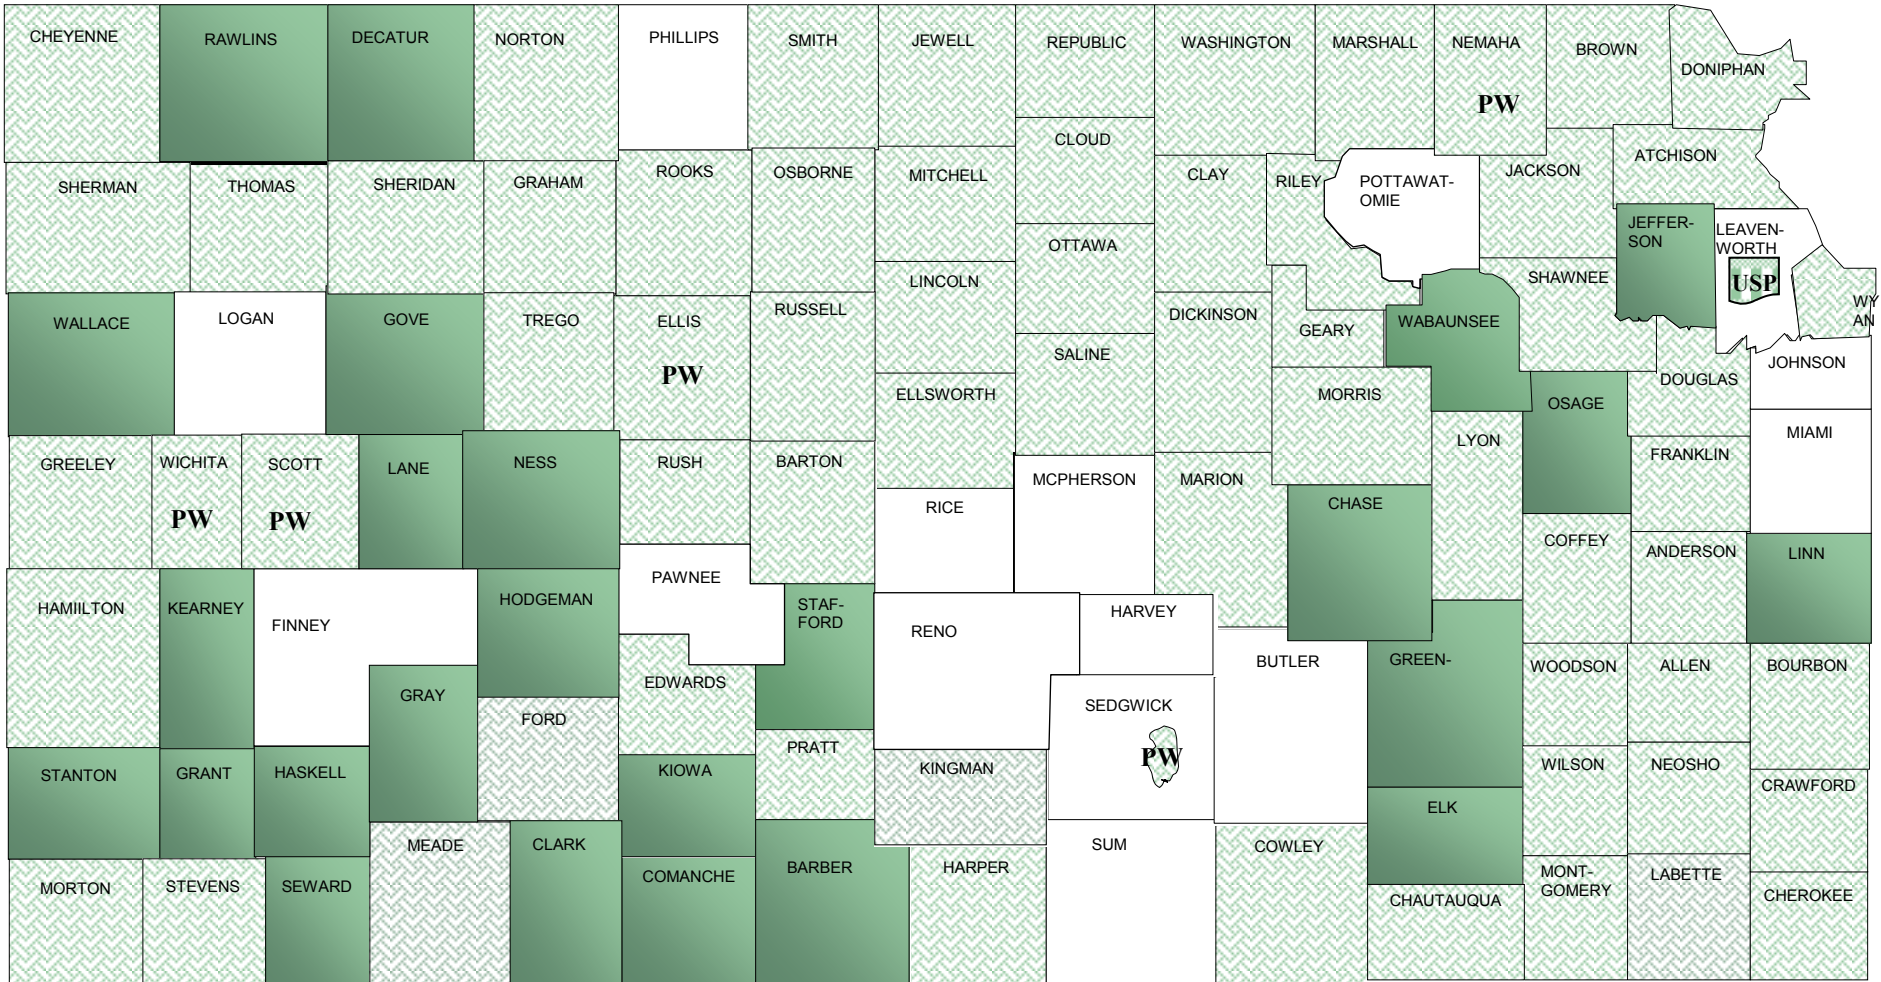 CHEYENNE
RAWLINS
DECATUR
NORTON
PHILLIPS
SMITH
JEWELL
REPUBLIC
WASHINGTON
MARSHALL
NEMAHA
PW
BROWN
DONIPHAN
SHERMAN
THOMAS
SHERIDAN
GRAHAM
ROOKS
OSBORNE
MITCHELL
CLOUD
CLAY
RILEY
POTTAWAT-
OMIE
JACKSON
ATCHISON
JEFFER-
SON
LEAVEN-
WORTH
USP
WY
AN
WALLACE
LOGAN
GOVE
TREGO
ELLIS
PW
RUSSELL
LINCOLN
OTTAWA
SALINE
DICKINSON
GEARY
WABAUNSEE
SHAWNEE
DOUGLAS
JOHNSON
GREELEY
WICHITA
PW
SCOTT
PW
LANE
NESS
RUSH
BARTON
ELLSWORTH
RICE
MCPHERSON
MARION
MORRIS
CHASE
LYON
OSAGE
FRANKLIN
MIAMI
HAMIILTON
KEARNEY
FINNEY
HODGEMAN
PAWNEE
STAF-
FORD
RENO
HARVEY
BUTLER
GREEN-
COFFEY
ANDERSON
LINN
GRAY
FORD
EDWARDS
PRATT
KINGMAN
SEDGWICK
PW
WOODSON
ALLEN
BOURBON
STANTON
GRANT
HASKELL
KIOWA
ELK
WILSON
NEOSHO
CRAWFORD
MORTON
STEVENS
SEWARD
MEADE
CLARK
COMANCHE
BARBER
HARPER
SUM
COWLEY
CHAUTAUQUA
MONT-
GOMERY
LABETTE
CHEROKEE